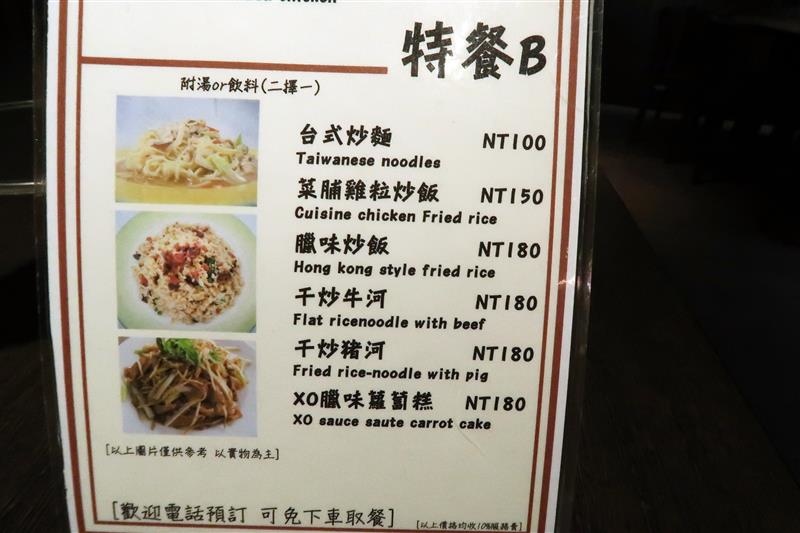 chicken
特餐B
附湯or飲料(二擇一)
台式炒麵 NT100
Taiwanese noodles
菜脯雞粒炒飯 NT150
Cuisine chicken Fried rice
臘味炒飯 NT180
Hong kong style fried rice
干炒牛河 NT180
Flat ricenoodle with beef
干炒豬河 NT180
Fried rice-noodle with pig
XO臘味蘿蔔糕 NT180
XO sauce saute carrot cake
[以上圖片僅供參考 以實物為主]
[歡迎電話預訂 可免下車取餐]
[以上價格均收10%服務費]